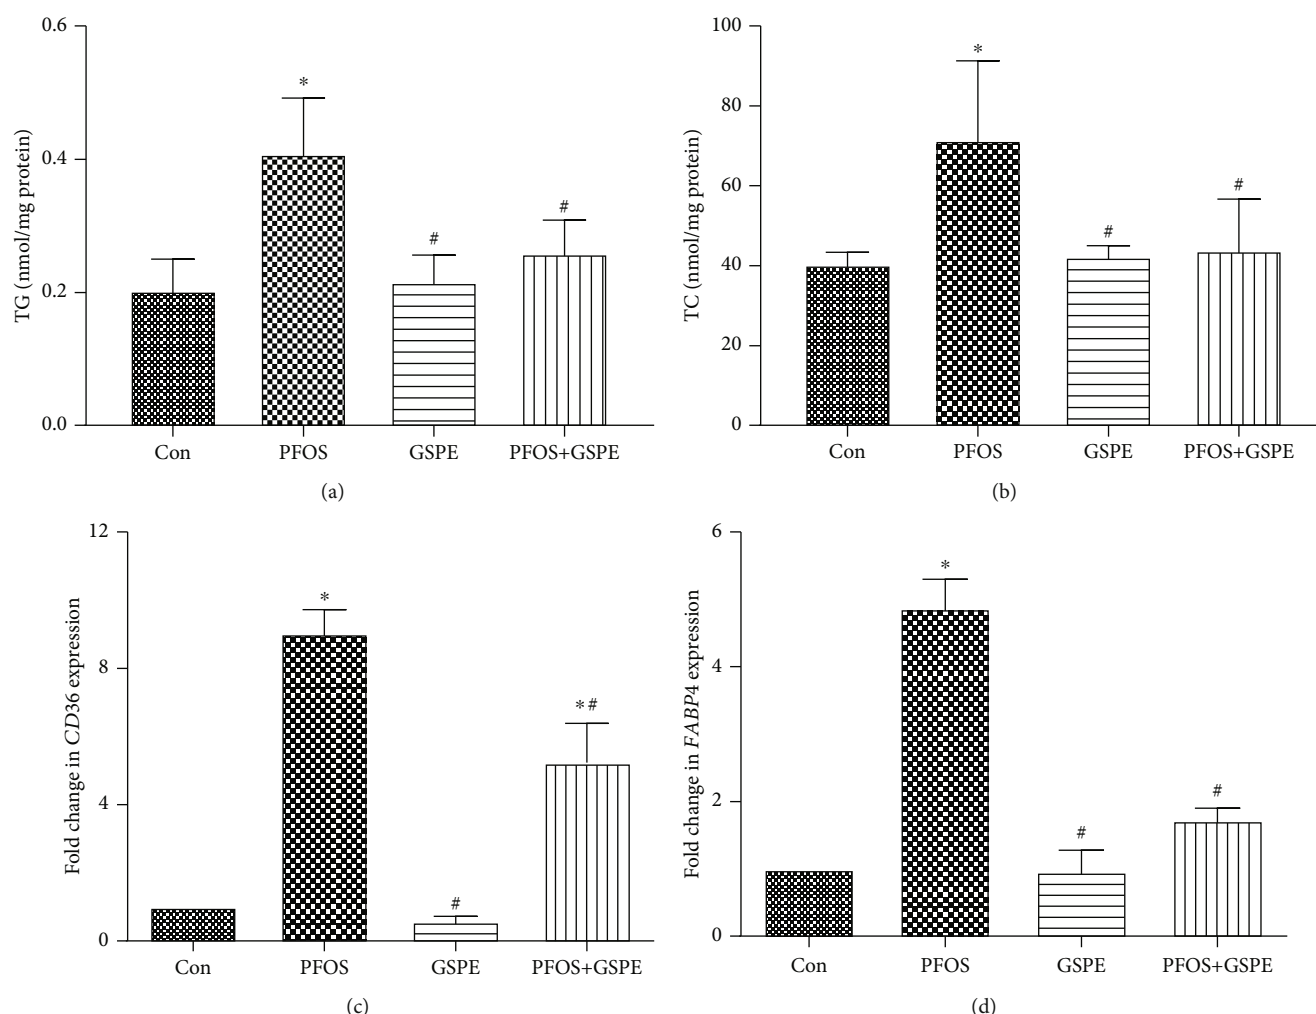 TG (nmol/mg protein)
0.6
0.4
0.2
0.0
*
#
#
Con PFOS GSPE PFOS+GSPE
(a)
TC (nmol/mg protein)
100
80
60
40
20
0
*
#
#
Con PFOS GSPE PFOS+GSPE
(b)
Fold change in CD36 expression
12
8
4
0
*
#
*#
Con PFOS GSPE PFOS+GSPE
(c)
Fold change in FABP4 expression
6
4
2
0
*
#
#
Con PFOS GSPE PFOS+GSPE
(d)